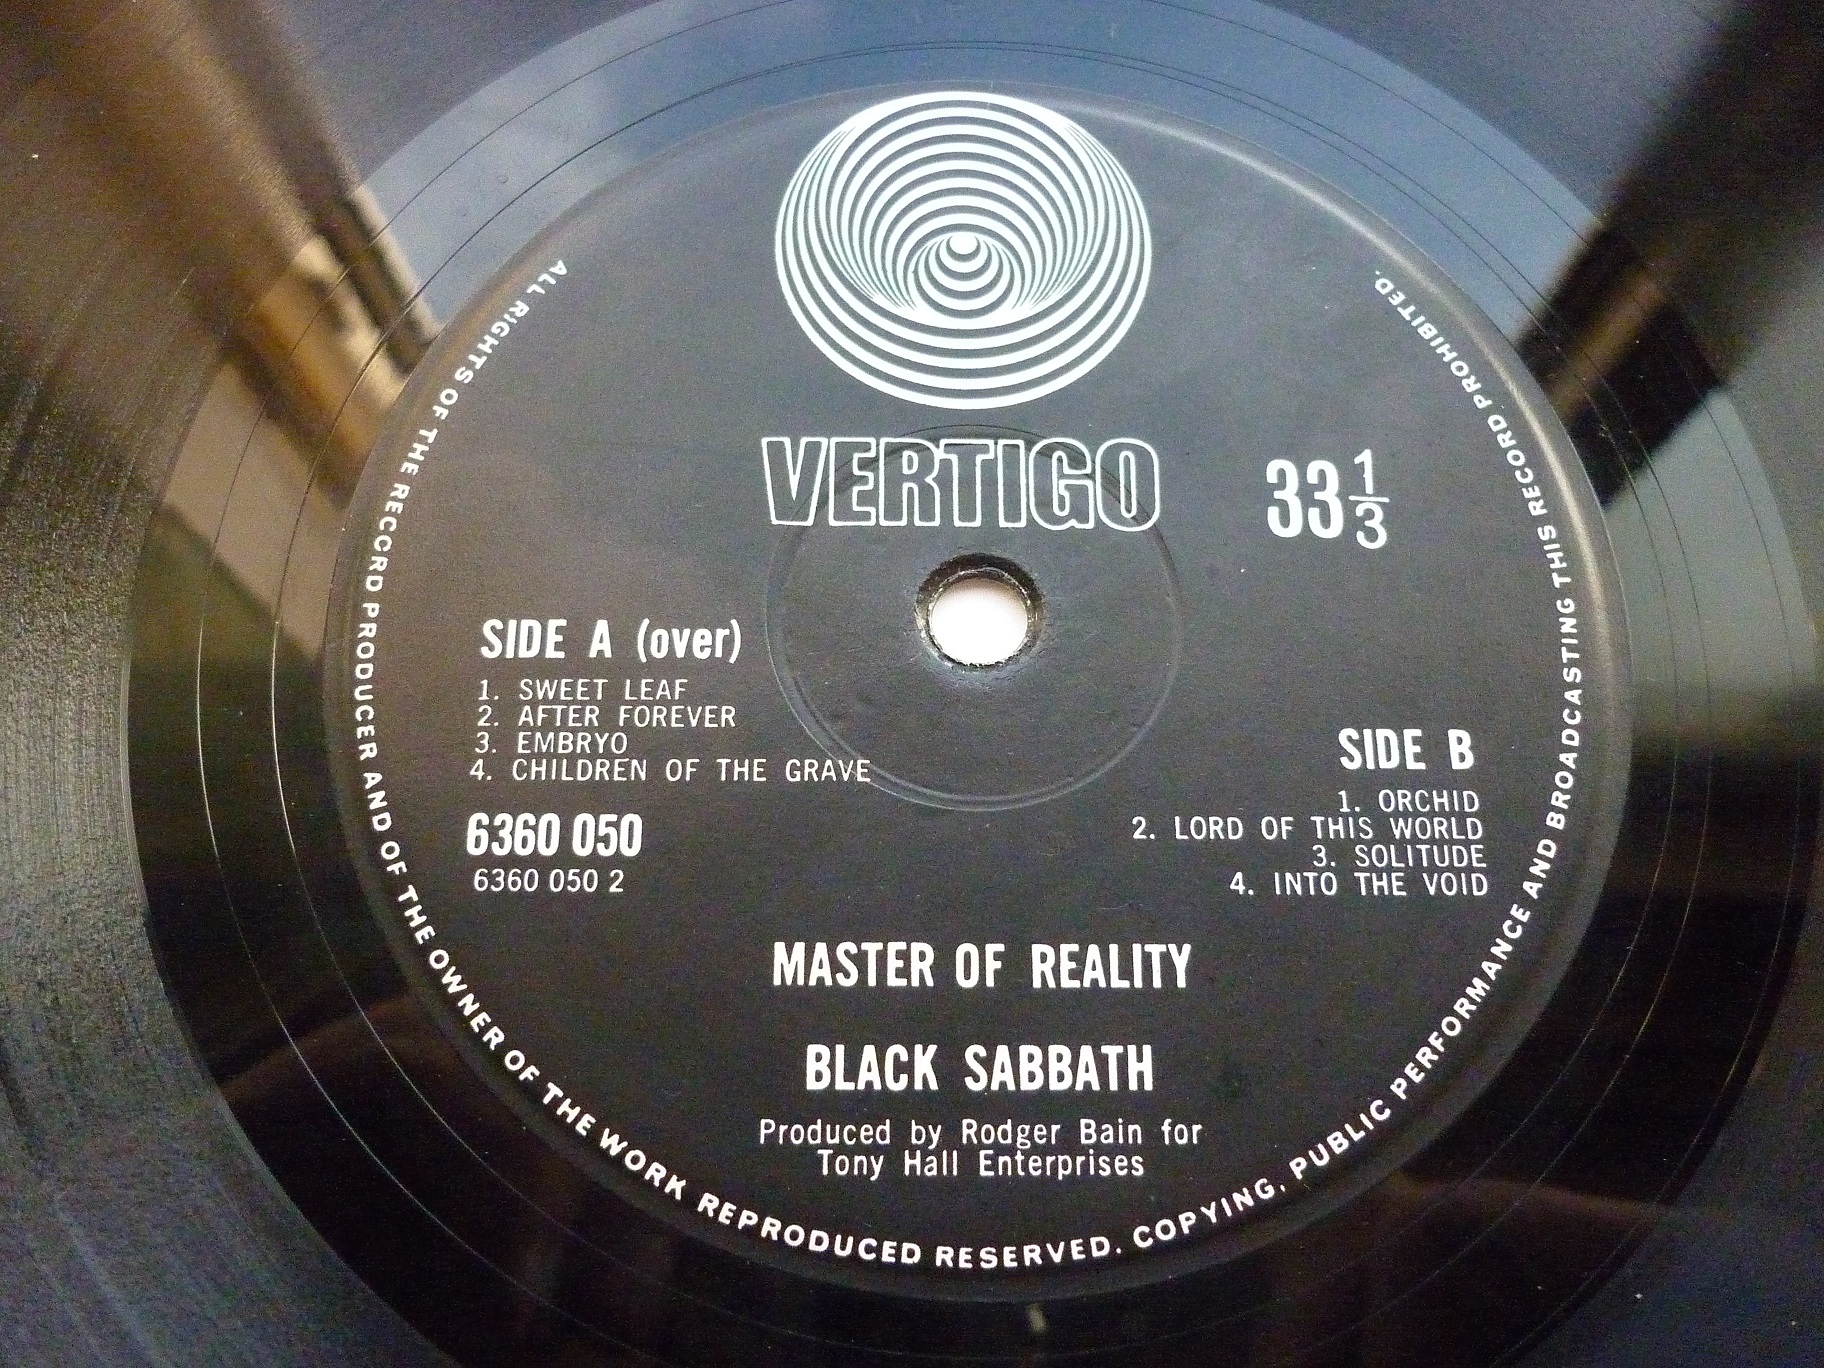 VERTIGO
33 1/3
SIDE A (over)
1. SWEET LEAF
2. AFTER FOREVER
3. EMBRYO
4. CHILDREN OF THE GRAVE
6360 050
6360 050 2
SIDE B
1. ORCHID
2. LORD OF THIS WORLD
3. SOLITUDE
4. INTO THE VOID
MASTER OF REALITY
BLACK SABBATH
Produced by Rodger Bain for
Tony Hall Enterprises
ALL RIGHTS OF THE RECORD PRODUCER AND OF THE OWNER OF THE WORK REPRODUCED RESERVED. COPYING, PUBLIC PERFORMANCE AND BROADCASTING THIS RECORD PROHIBITED.